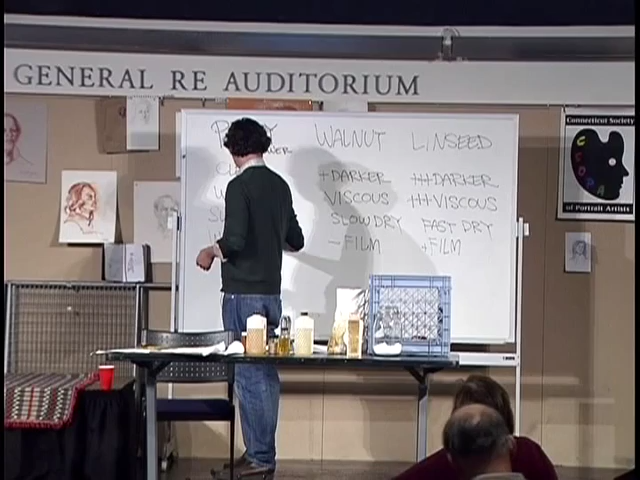 GENERAL RE AUDITORIUM
WALNUT LINSEED
+DARKER +++DARKER
VISCOUS +++VISCOUS
SLOW DRY FAST DRY
-FILM +FILM
Connecticut Society
CSOPA
of Portrait Artists